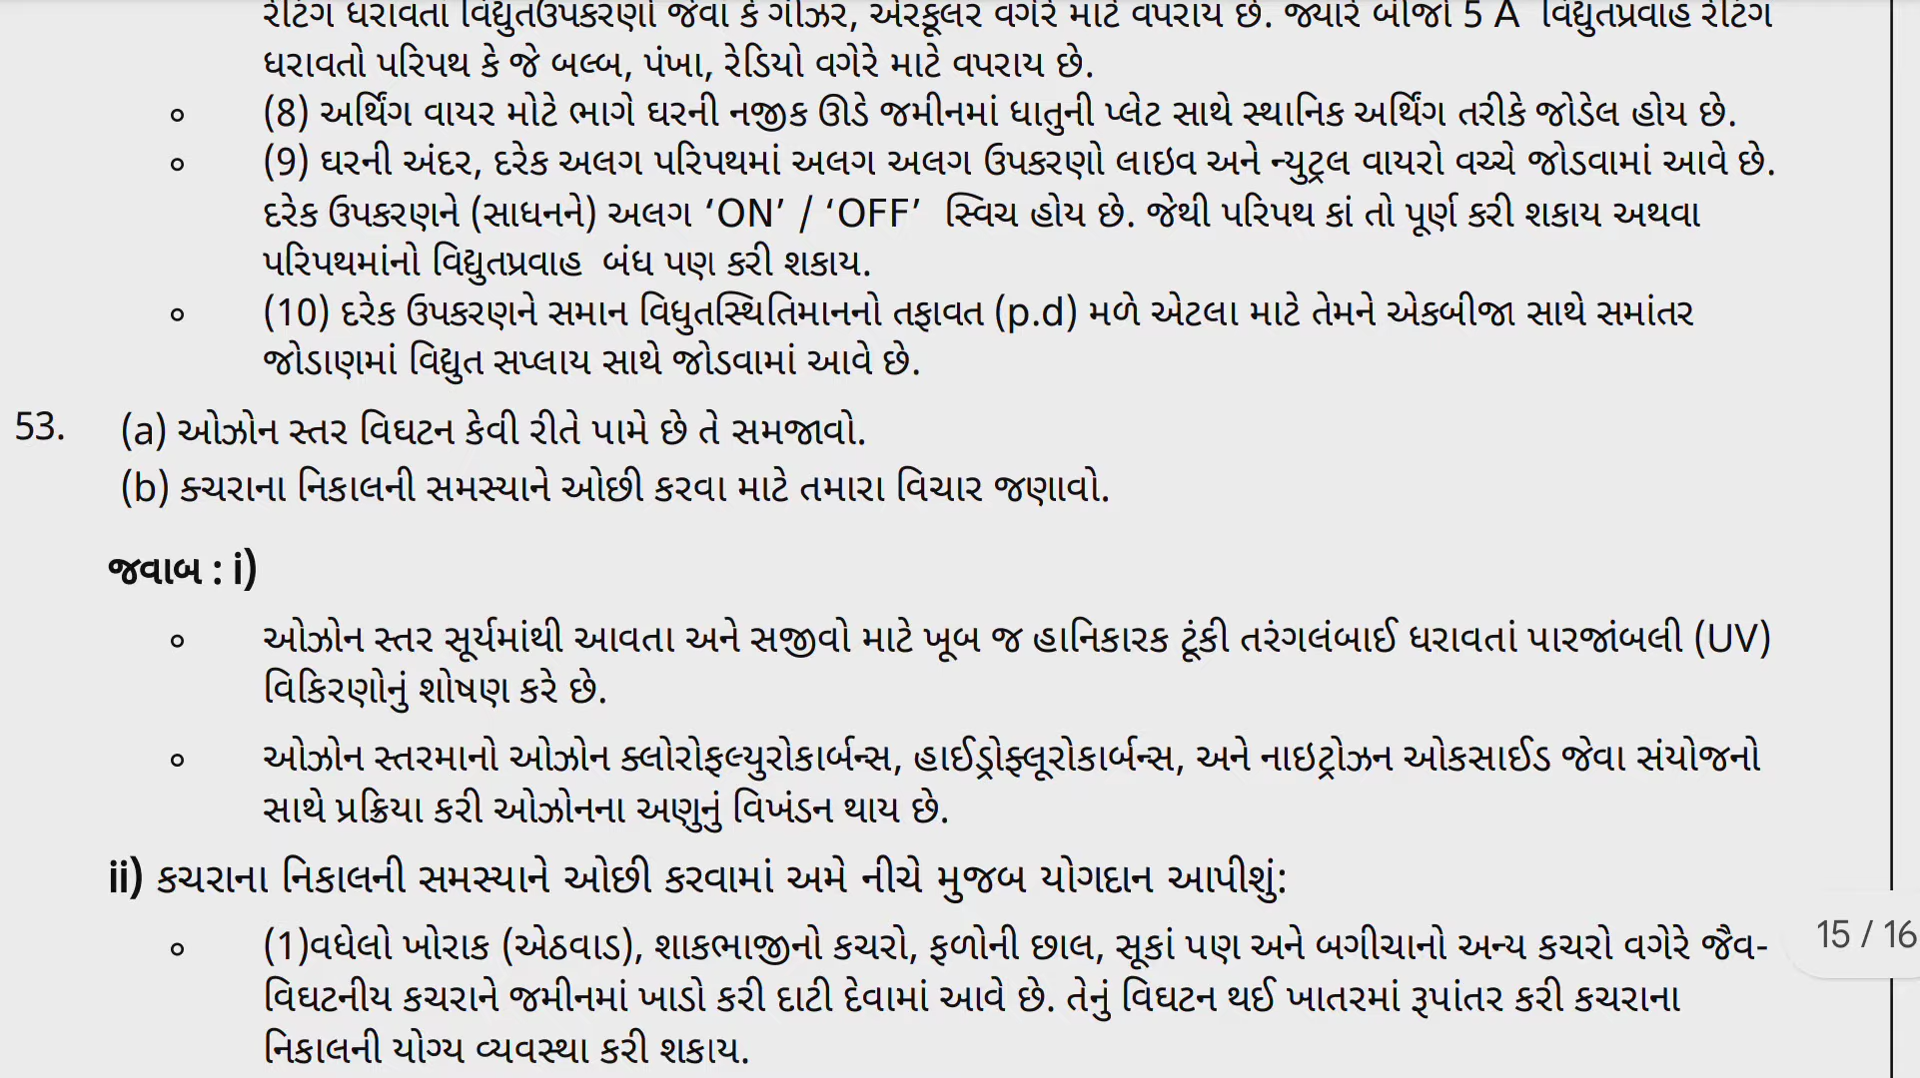 રેટિંગ ધરાવતાં વિદ્યુતઉપકરણો જેવાં કે ગીઝર, એરકૂલર વગેરે માટે વપરાય છે. જ્યારે બીજો 5 A વિદ્યુતપ્રવાહ રેટિંગ
ધરાવતો પરિપથ કે જે બલ્બ, પંખા, રેડિયો વગેરે માટે વપરાય છે.
(8) અર્થિંગ વાયર મોટે ભાગે ઘરની નજીક ઊડે જમીનમાં ધાતુની પ્લેટ સાથે સ્થાનિક અર્થિંગ તરીકે જોડેલ હોય છે.
(9) ઘરની અંદર, દરેક અલગ પરિપથમાં અલગ અલગ ઉપકરણો લાઇવ અને ન્યુટ્રલ વાયરો વચ્ચે જોડવામાં આવે છે.
દરેક ઉપકરણને (સાધનને) અલગ ‘ON’ / ‘OFF’ સ્વિચ હોય છે. જેથી પરિપથ કાં તો પૂર્ણ કરી શકાય અથવા
પરિપથમાંનો વિદ્યુતપ્રવાહ બંધ પણ કરી શકાય.
(10) દરેક ઉપકરણને સમાન વિધુતસ્થિતિમાનનો તફાવત (p.d) મળે એટલા માટે તેમને એકબીજા સાથે સમાંતર
જોડાણમાં વિદ્યુત સપ્લાય સાથે જોડવામાં આવે છે.
53. (a) ઓઝોન સ્તર વિઘટન કેવી રીતે પામે છે તે સમજાવો.
(b) ક્ચરાના નિકાલની સમસ્યાને ઓછી કરવા માટે તમારા વિચાર જણાવો.
જવાબ : i)
ઓઝોન સ્તર સૂર્યમાંથી આવતા અને સજીવો માટે ખૂબ જ હાનિકારક ટૂંકી તરંગલંબાઈ ધરાવતાં પારજાંબલી (UV)
વિકિરણોનું શોષણ કરે છે.
ઓઝોન સ્તરમાનો ઓઝોન ક્લોરોફ્લ્યુરોકાર્બન્સ, હાઈડ્રોફ્લૂરોકાર્બન્સ, અને નાઇટ્રોઝન ઓકસાઈડ જેવા સંયોજનો
સાથે પ્રક્રિયા કરી ઓઝોનના અણુનું વિખંડન થાય છે.
ii) કચરાના નિકાલની સમસ્યાને ઓછી કરવામાં અમે નીચે મુજબ યોગદાન આપીશું:
(1)વધેલો ખોરાક (એઠવાડ), શાકભાજીનો કચરો, ફળોની છાલ, સૂકાં પણ અને બગીચાનો અન્ય કચરો વગેરે જૈવ-
15 / 16
વિઘટનીય કચરાને જમીનમાં ખાડો કરી દાટી દેવામાં આવે છે. તેનું વિઘટન થઈ ખાતરમાં રૂપાંતર કરી કચરાના
નિકાલની યોગ્ય વ્યવસ્થા કરી શકાય.